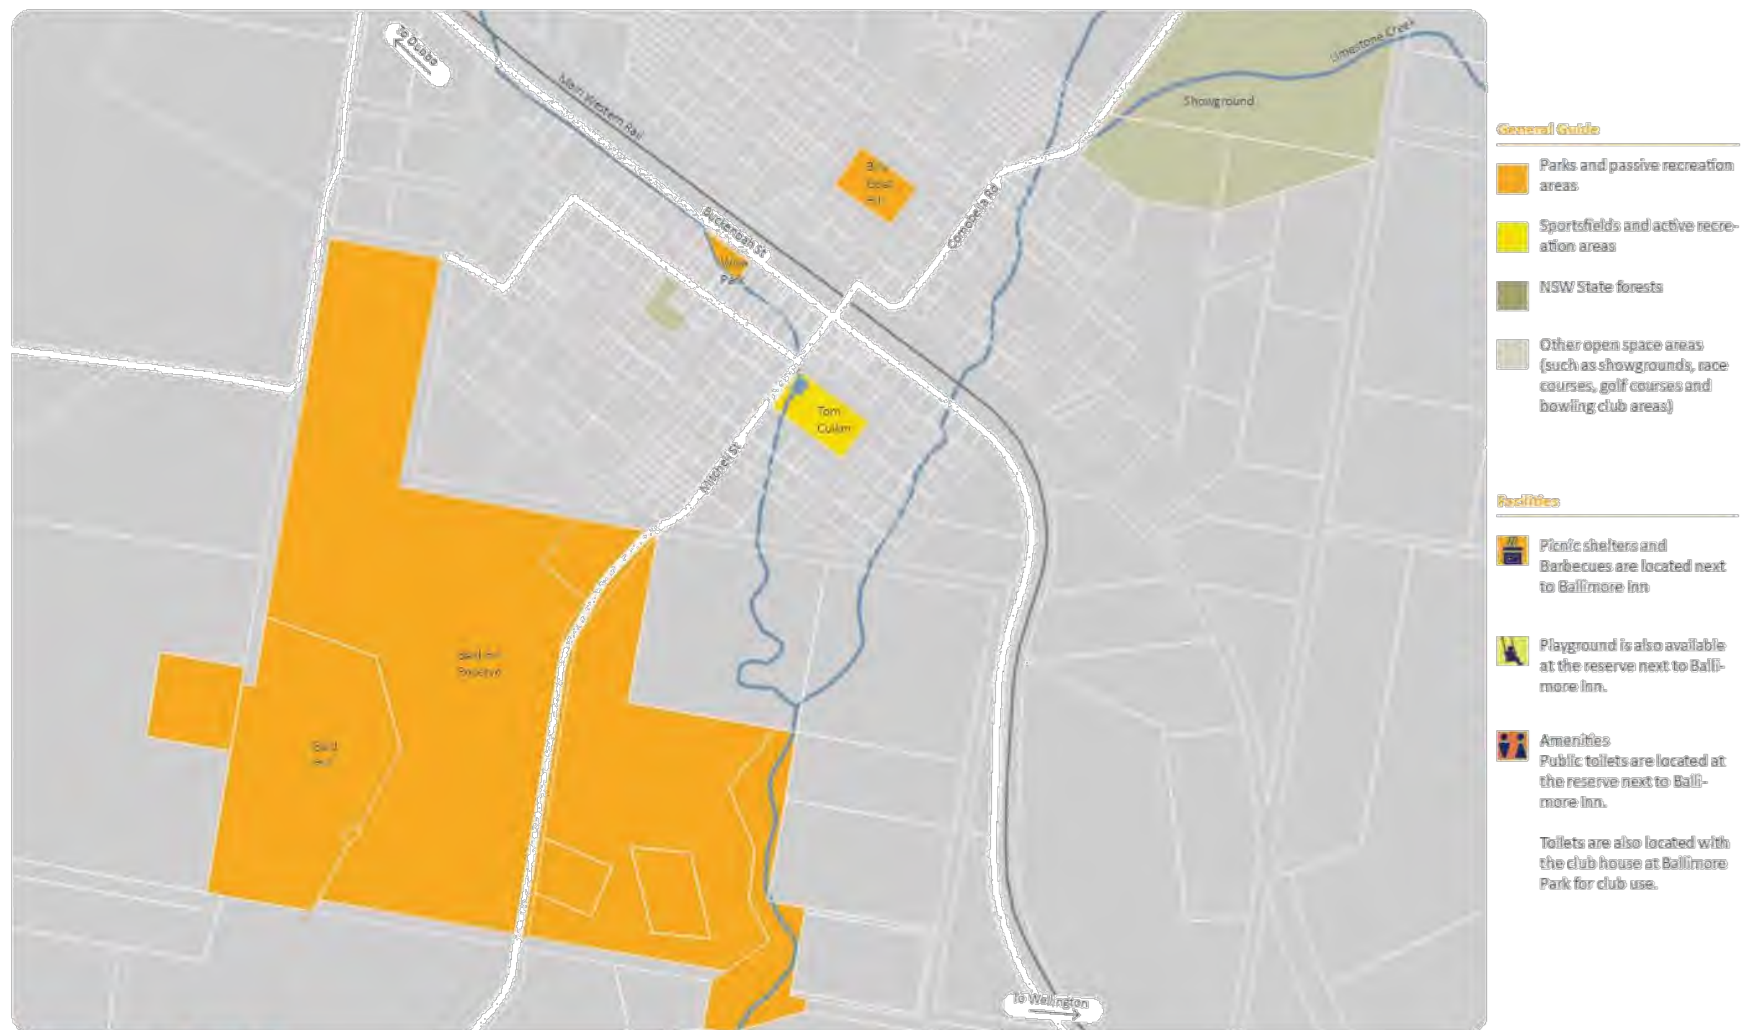 To Dubbo
Main Western Rail
Limestone Creek
Showground
Buckenbah St
Park
Comobella Rd
Tom
Mitchell St
Reserve
To Wellington
General Guide
Parks and passive recreation
areas
Sportsfields and active recre-
ation areas
NSW State forests
Other open space areas
(such as showgrounds, race
courses, golf courses and
bowling club areas)
Facilities
Picnic shelters and
Barbecues are located next
to Ballimore Inn
Playground is also available
at the reserve next to Balli-
more Inn.
Amenities
Public toilets are located at
the reserve next to Balli-
more Inn.
Toilets are also located with
the club house at Ballimore
Park for club use.